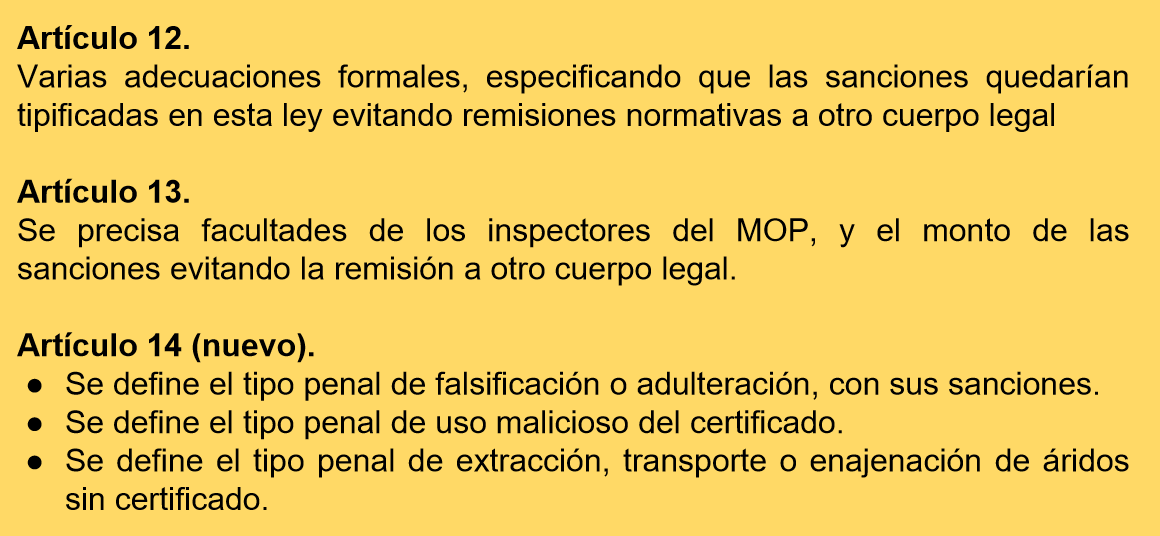 Artículo 12.
Varias adecuaciones formales, especificando que las sanciones quedarían
tipificadas en esta ley evitando remisiones normativas a otro cuerpo legal
Artículo 13.
Se precisa facultades de los inspectores del MOP, y el monto de las
sanciones evitando la remisión a otro cuerpo legal.
Artículo 14 (nuevo).
● Se define el tipo penal de falsificación o adulteración, con sus sanciones.
● Se define el tipo penal de uso malicioso del certificado.
● Se define el tipo penal de extracción, transporte o enajenación de áridos
sin certificado.